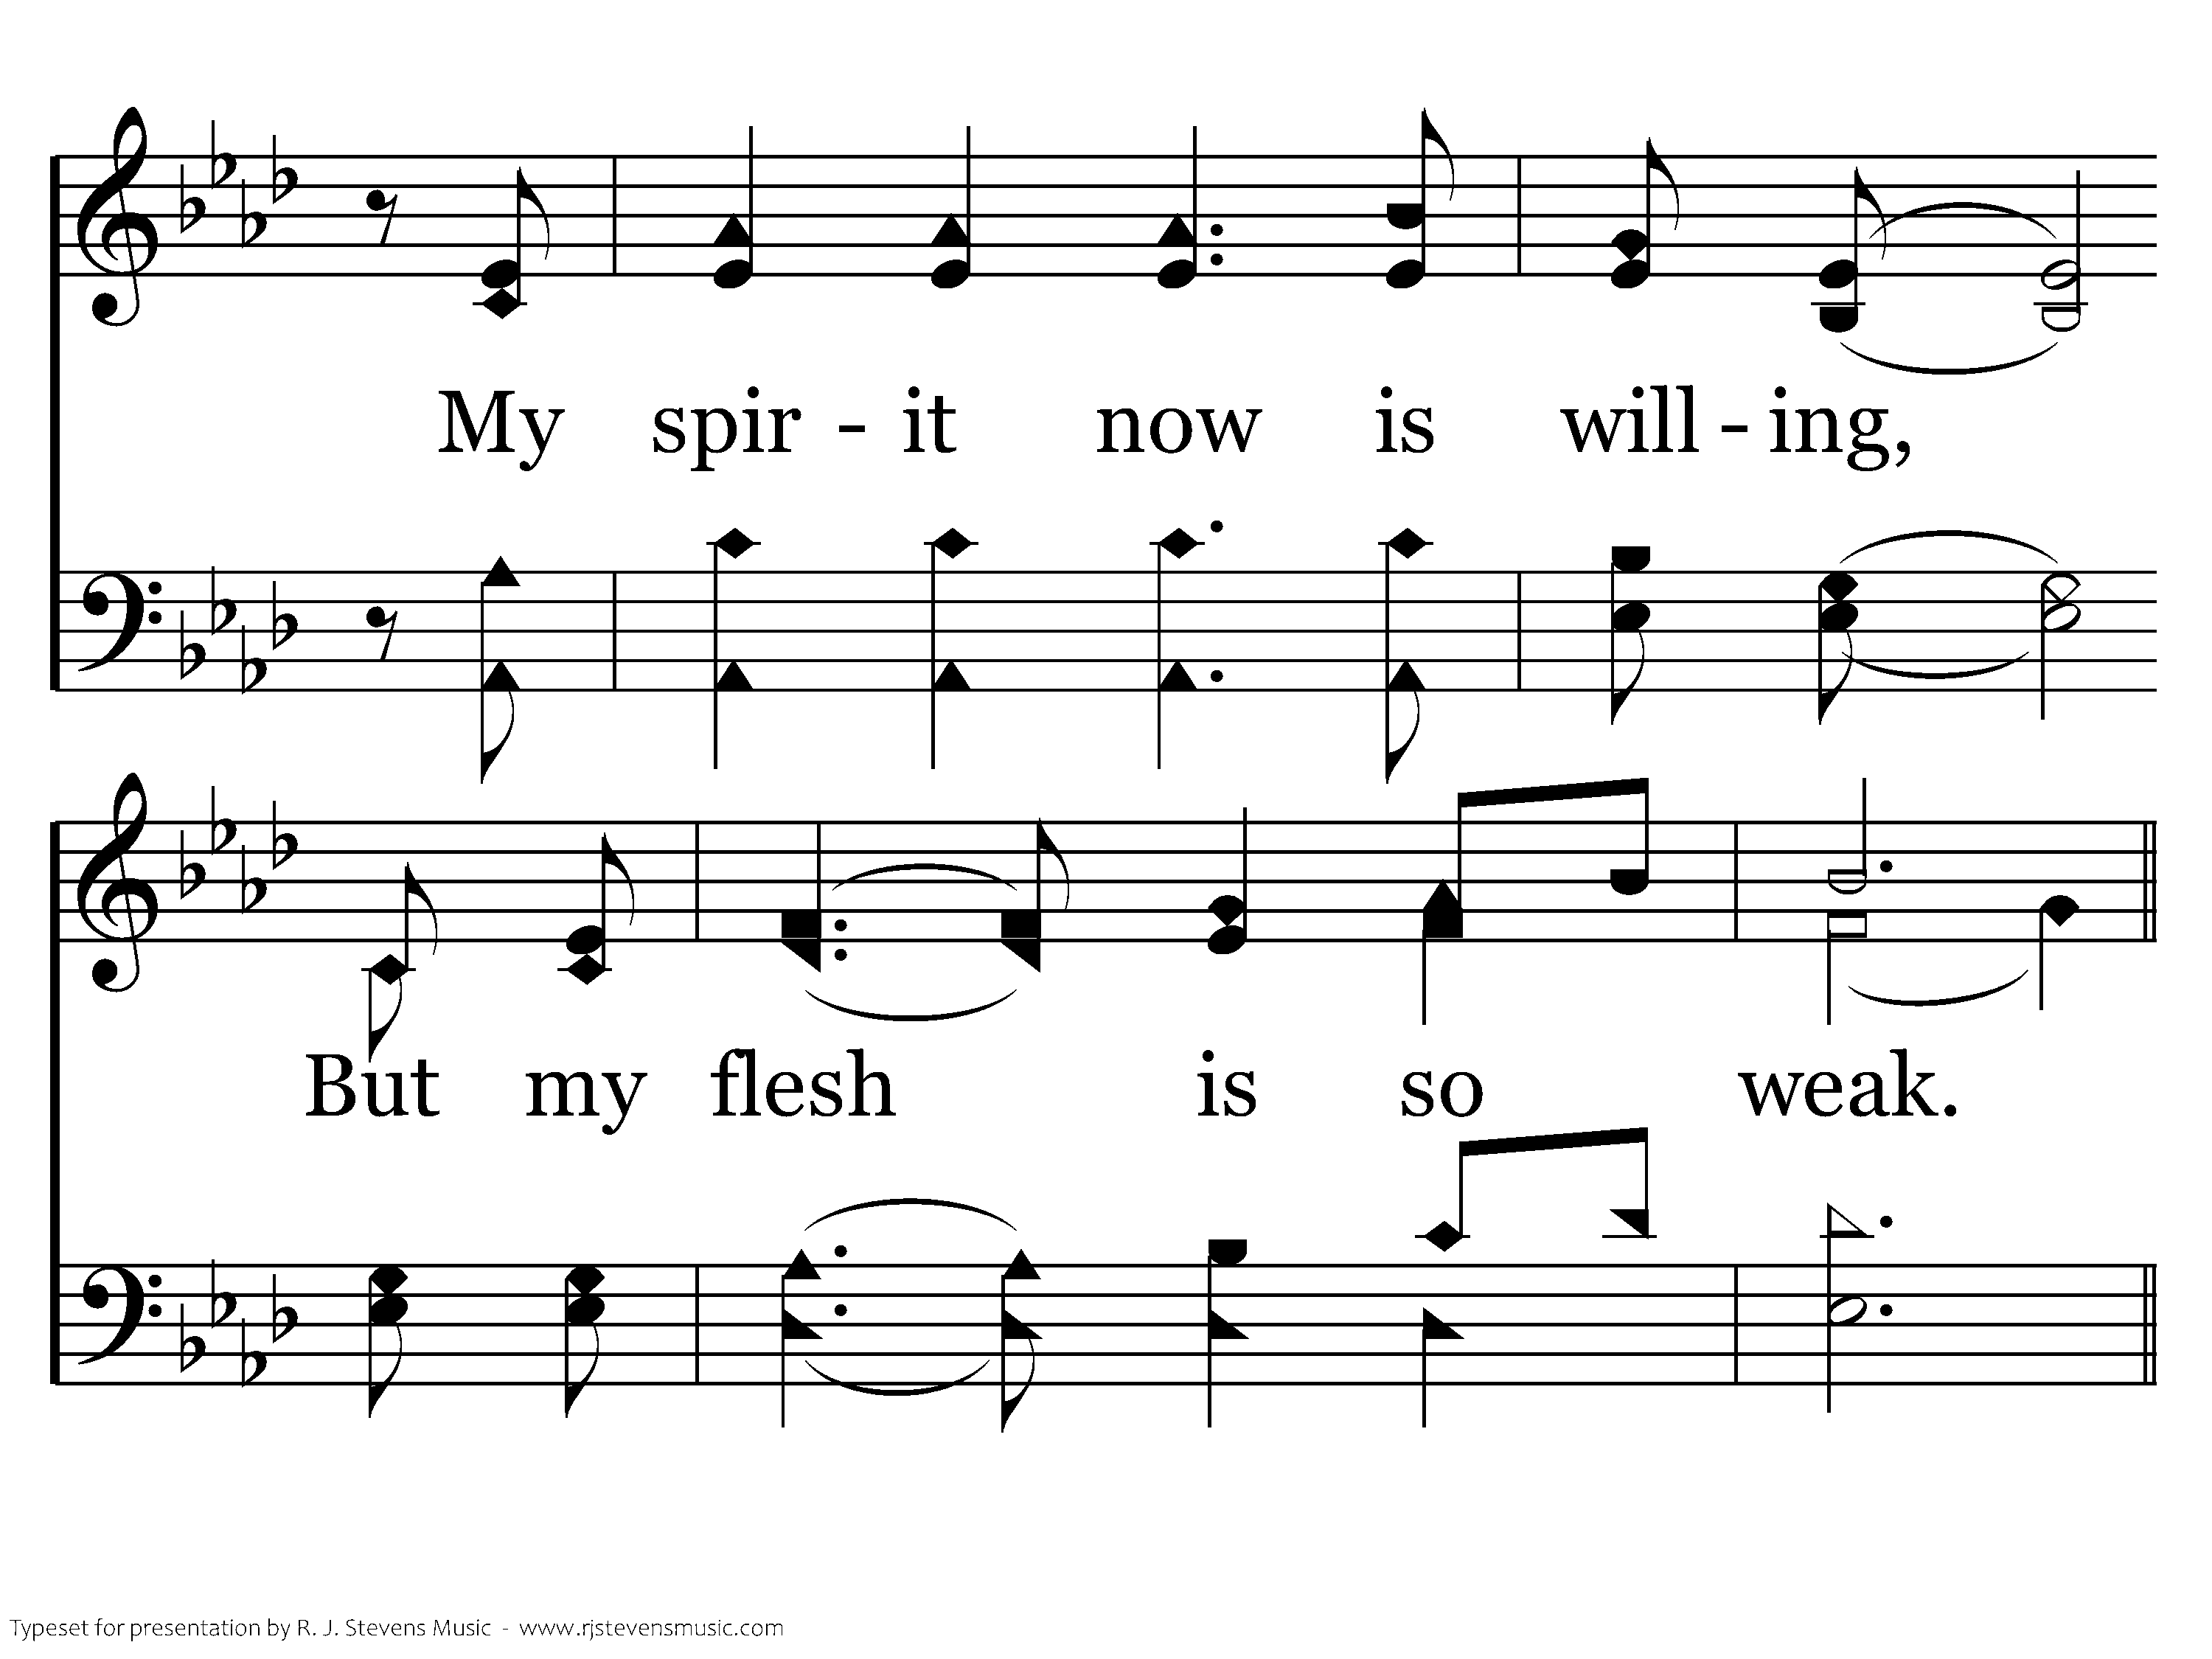 My spir - it now is will - ing,
But my flesh is so weak.
Typeset for presentation by R. J. Stevens Music - www.rjstevensmusic.com